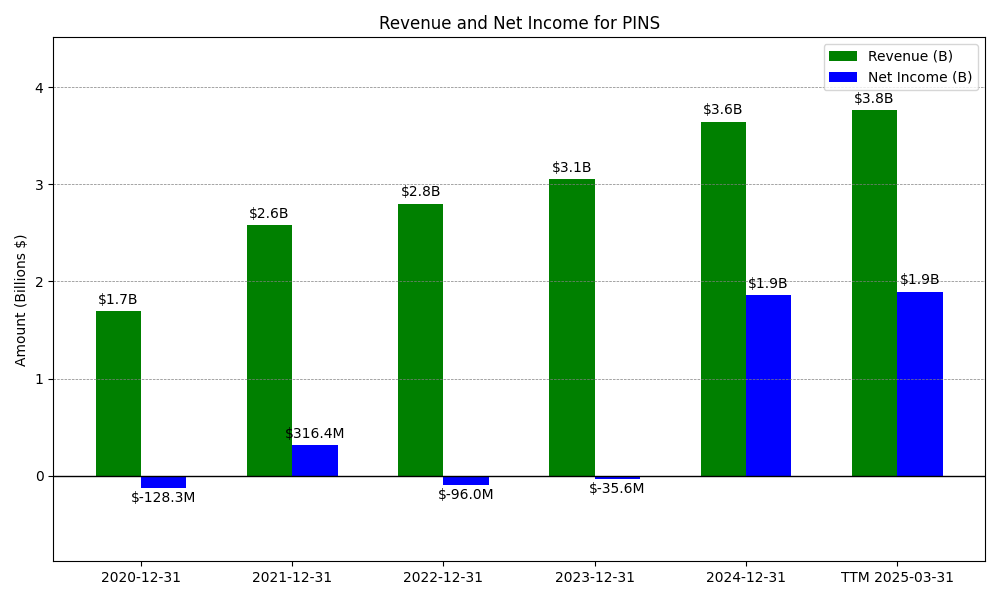 Revenue and Net Income for PINS
Revenue (B)
Net Income (B)
Amount (Billions $)
4
3
2
1
0
$1.7B
$-128.3M
$2.6B
$316.4M
$2.8B
$-96.0M
$3.1B
$-35.6M
$3.6B
$1.9B
$3.8B
$1.9B
2020-12-31
2021-12-31
2022-12-31
2023-12-31
2024-12-31
TTM 2025-03-31